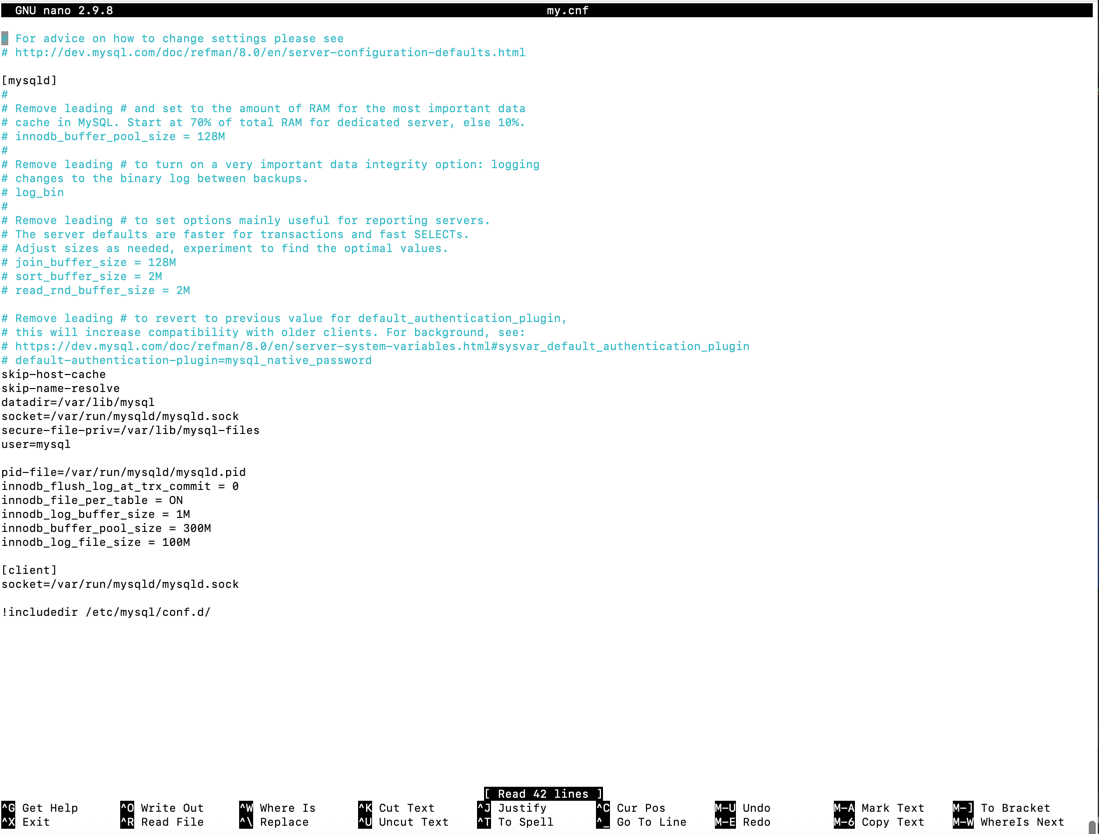 GNU nano 2.9.8 my.cnf
For advice on how to change settings please see
# http://dev.mysql.com/doc/refman/8.0/en/server-configuration-defaults.html
[mysqld]
#
# Remove leading # and set to the amount of RAM for the most important data
# cache in MySQL. Start at 70% of total RAM for dedicated server, else 10%.
# innodb_buffer_pool_size = 128M
#
# Remove leading # to turn on a very important data integrity option: logging
# changes to the binary log between backups.
# log_bin
#
# Remove leading # to set options mainly useful for reporting servers.
# The server defaults are faster for transactions and fast SELECTs.
# Adjust sizes as needed, experiment to find the optimal values.
# join_buffer_size = 128M
# sort_buffer_size = 2M
# read_rnd_buffer_size = 2M
# Remove leading # to revert to previous value for default_authentication_plugin,
# this will increase compatibility with older clients. For background, see:
# https://dev.mysql.com/doc/refman/8.0/en/server-system-variables.html#sysvar_default_authentication_plugin
# default-authentication-plugin=mysql_native_password
skip-host-cache
skip-name-resolve
datadir=/var/lib/mysql
socket=/var/run/mysqld/mysqld.sock
secure-file-priv=/var/lib/mysql-files
user=mysql
pid-file=/var/run/mysqld/mysqld.pid
innodb_flush_log_at_trx_commit = 0
innodb_file_per_table = ON
innodb_log_buffer_size = 1M
innodb_buffer_pool_size = 300M
innodb_log_file_size = 100M
[client]
socket=/var/run/mysqld/mysqld.sock
!includedir /etc/mysql/conf.d/
[ Read 42 lines ]
^G Get Help ^O Write Out ^W Where Is ^K Cut Text ^J Justify ^C Cur Pos M-U Undo M-A Mark Text M-] To Bracket
^X Exit ^R Read File ^\ Replace ^U Uncut Text ^T To Spell ^_ Go To Line M-E Redo M-6 Copy Text M-W WhereIs Next